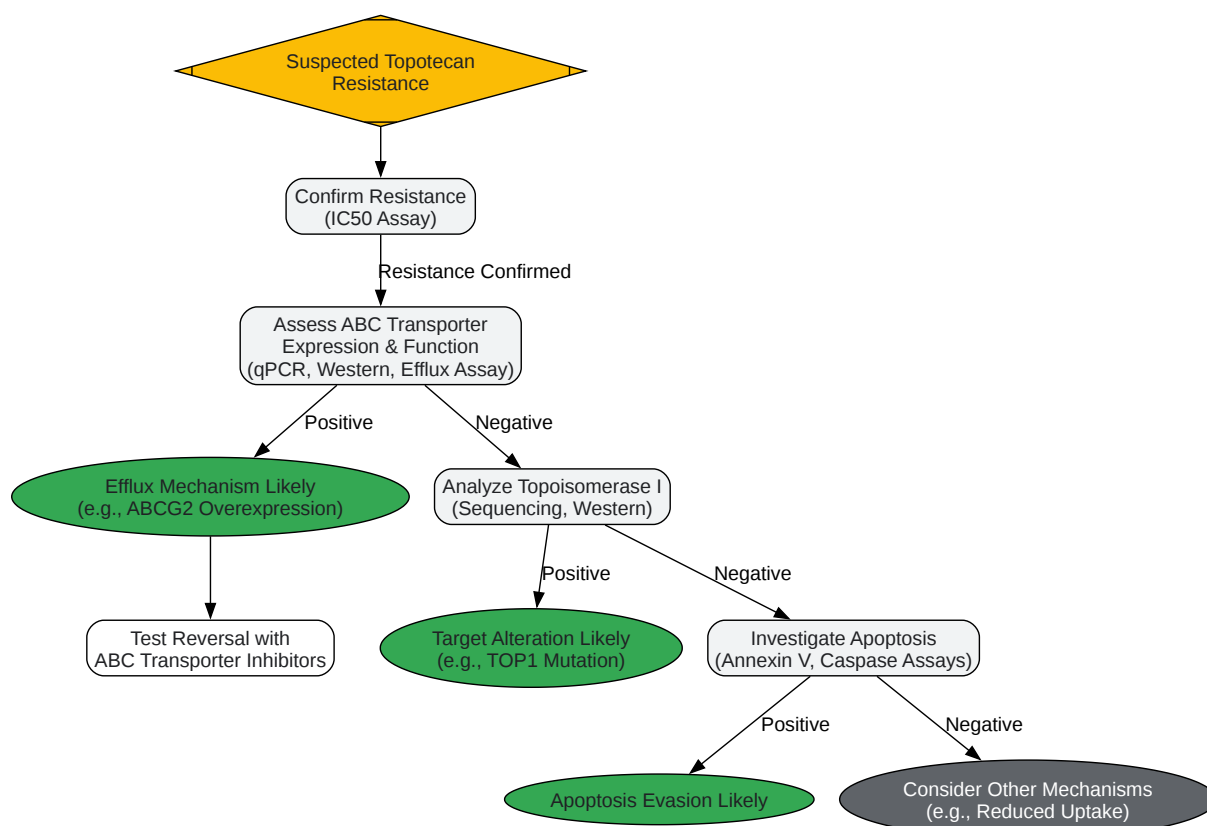 Suspected Topotecan
Resistance
Confirm Resistance
(IC50 Assay)
Resistance Confirmed
Assess ABC Transporter
Expression & Function
(qPCR, Western, Efflux Assay)
Positive
Negative
Efflux Mechanism Likely
(e.g., ABCG2 Overexpression)
Analyze Topoisomerase I
(Sequencing, Western)
Positive
Negative
Test Reversal with
ABC Transporter Inhibitors
Target Alteration Likely
(e.g., TOP1 Mutation)
Investigate Apoptosis
(Annexin V, Caspase Assays)
Positive
Negative
Apoptosis Evasion Likely
Consider Other Mechanisms
(e.g., Reduced Uptake)